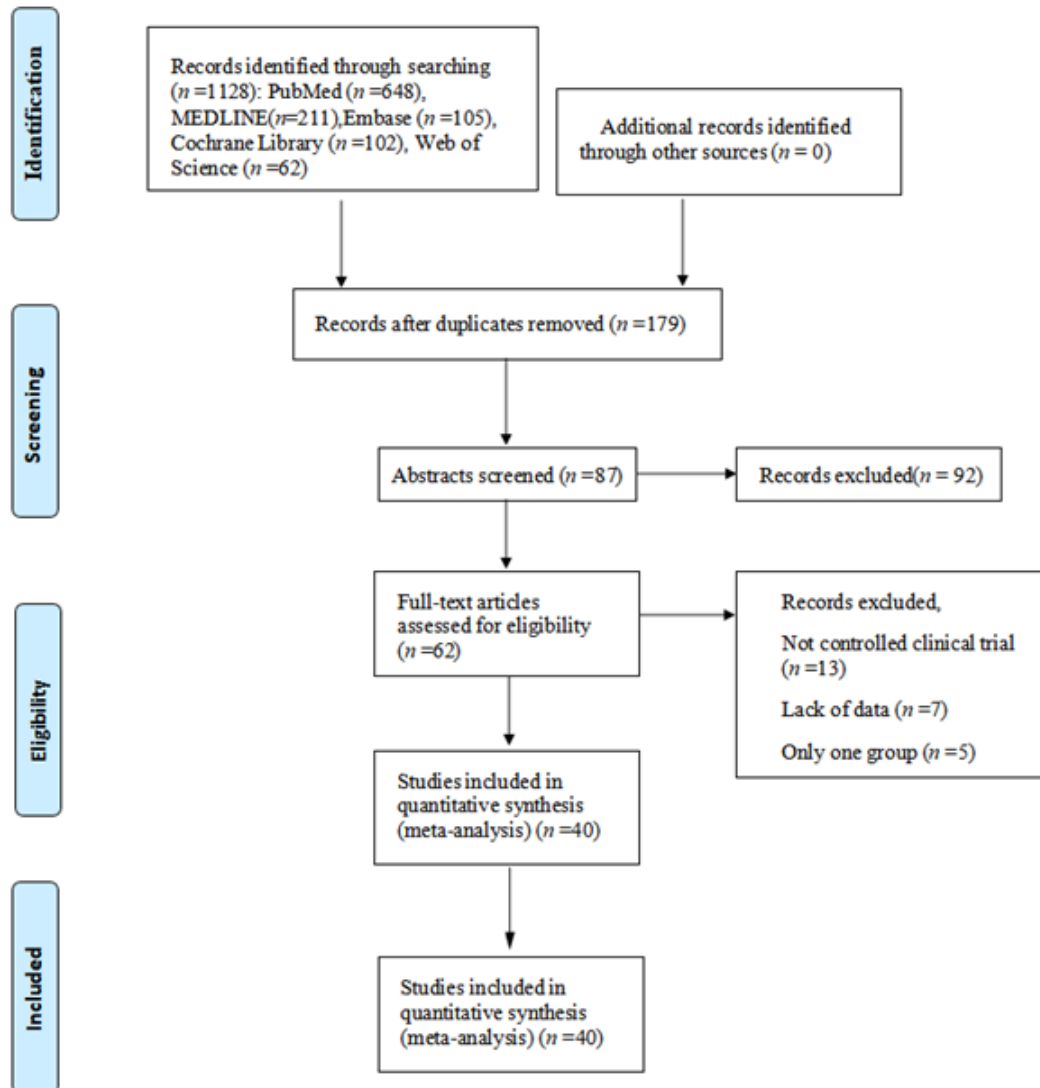 Identification
Records identified through searching
(n =1128): PubMed (n =648),
MEDLINE(n=211),Embase (n =105),
Cochrane Library (n =102), Web of
Science (n =62)
Additional records identified
through other sources (n = 0)
Screening
Records after duplicates removed (n =179)
Abstracts screened (n =87)
Records excluded(n = 92)
Eligibility
Full-text articles
assessed for eligibility
(n =62)
Records excluded,
Not controlled clinical trial
(n =13)
Lack of data (n =7)
Only one group (n =5)
Studies included in
quantitative synthesis
(meta-analysis) (n =40)
Included
Studies included in
quantitative synthesis
(meta-analysis) (n =40)